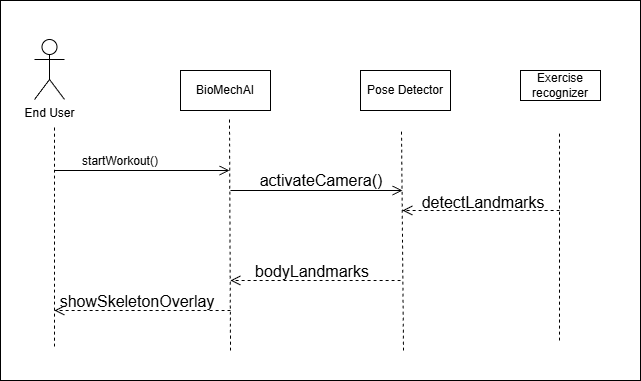 End User
BioMechAI
Pose Detector
Exercise
recognizer
startWorkout()
activateCamera()
detectLandmarks
bodyLandmarks
showSkeletonOverlay